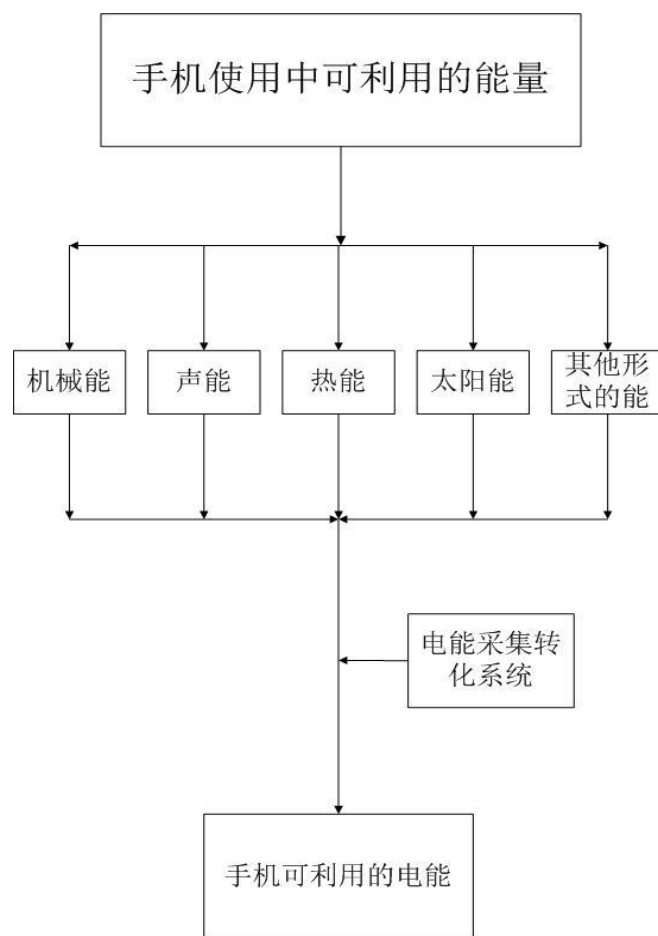 手机使用中可利用的能量
机械能
声能
热能
太阳能
其他形
式的能
电能采集转
化系统
手机可利用的电能